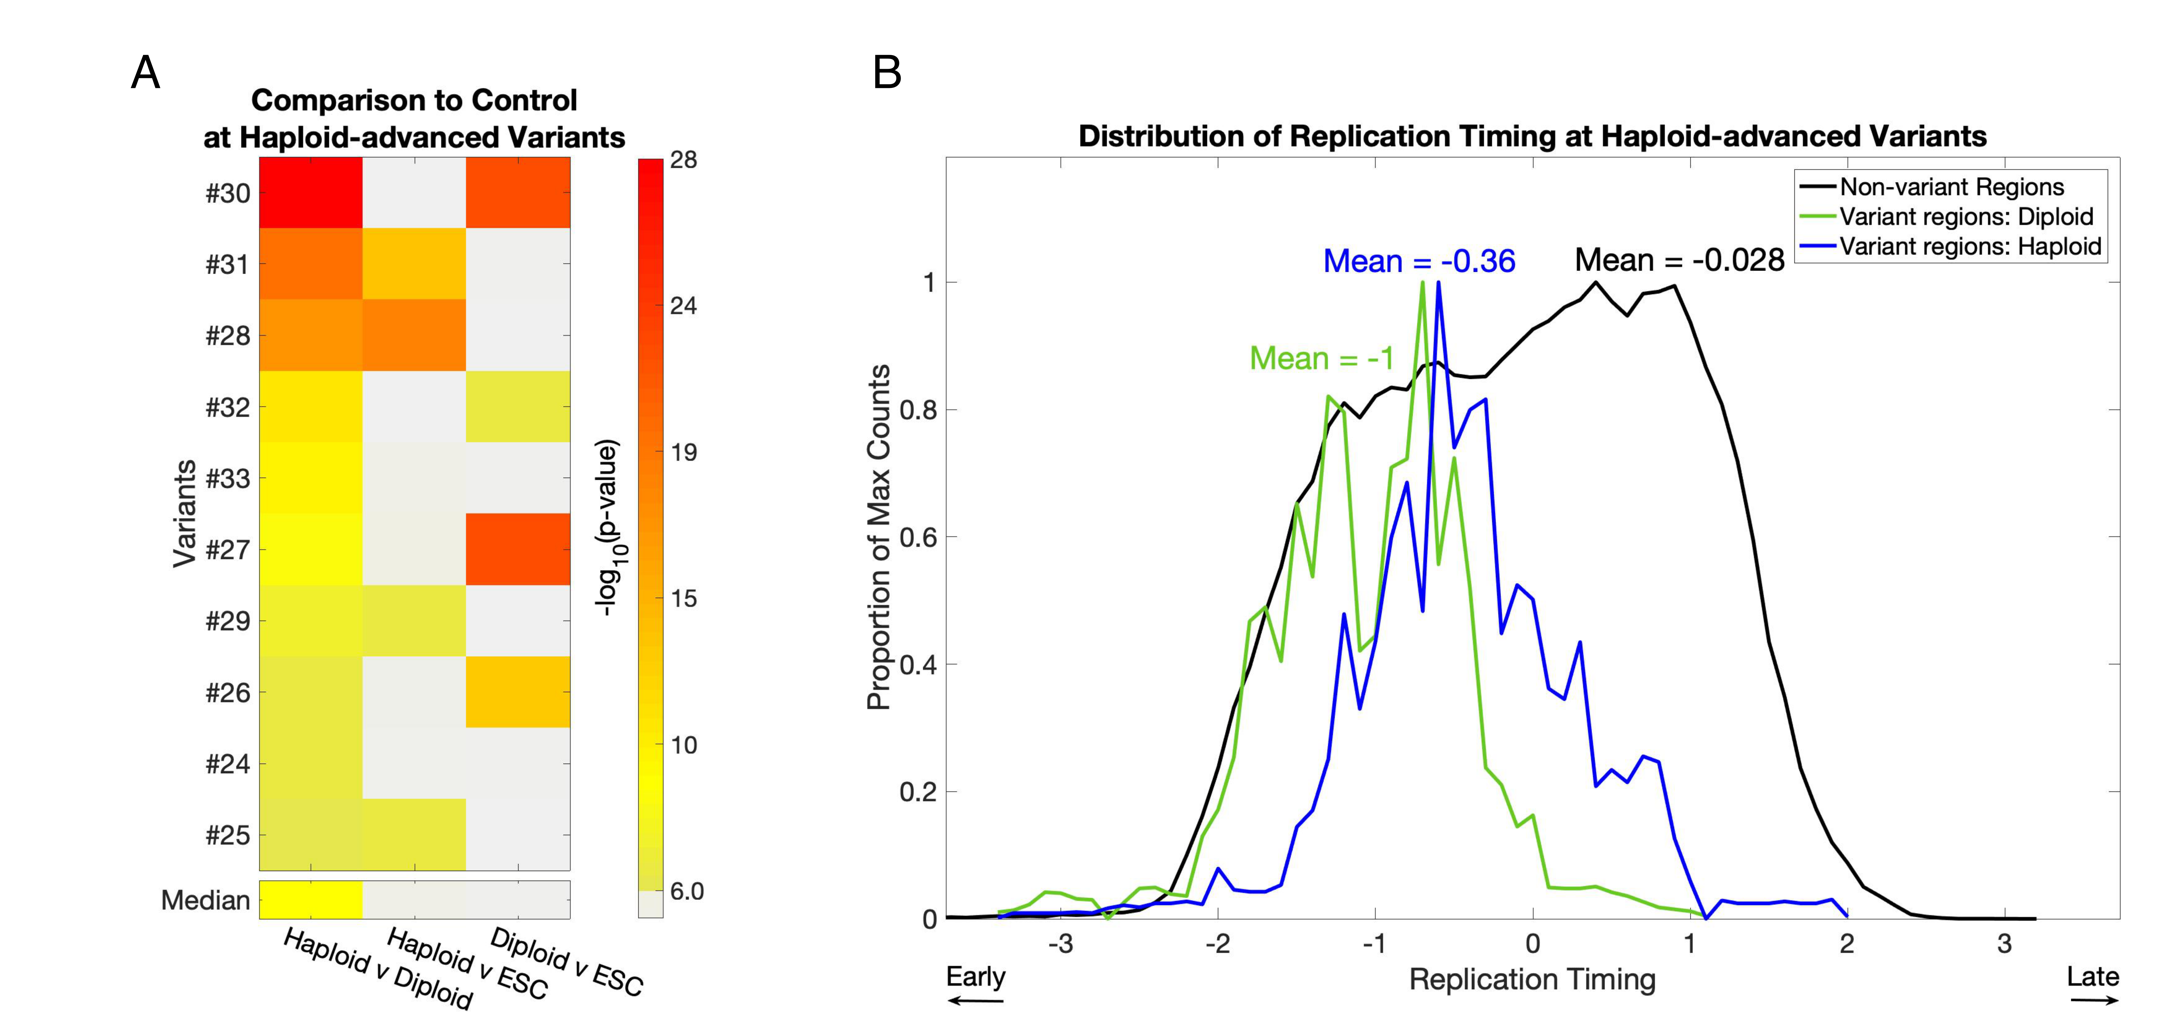 A
Comparison to Control
at Haploid-advanced Variants
Variants
#30
#31
#28
#32
#33
#27
#29
#26
#24
#25
Median
Haploid v Diploid
Haploid v ESC
Diploid v ESC
28
24
19
15
10
6.0
-log10(p-value)
B
Distribution of Replication Timing at Haploid-advanced Variants
Non-variant Regions
Variant regions: Diploid
Variant regions: Haploid
Mean = -0.36
Mean = -0.028
Mean = -1
Proportion of Max Counts
1
0.8
0.6
0.4
0.2
0
-3
-2
-1
0
1
2
3
Early
Replication Timing
Late